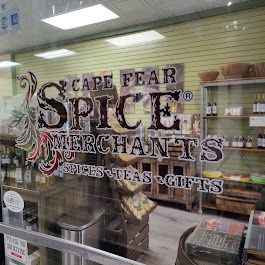 CAPE FEAR
SPICE®
MERCHANTS
SPICES TEAS GIFTS